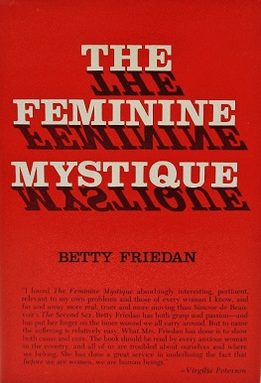 THE
FEMININE
MYSTIQUE
BETTY FRIEDAN
"I found The Feminine Mystique absorbingly interesting, pertinent,
relevant to my own problems and those of every woman I know, and
far and away more real, truer and more moving than Simone de Beau-
voir's The Second Sex. Betty Friedan has both grasp and passion—and
has put her finger on the inner wound we all carry around. But to name
the suffering is relatively easy. What Mrs. Friedan has done is to show
both cause and cure. The book should be read by every anxious woman
in the country, and all of us are troubled about ourselves and where
we belong. She has done a great service in underlining the fact that
before we are women, we are human beings."
—Virgilia Peterson